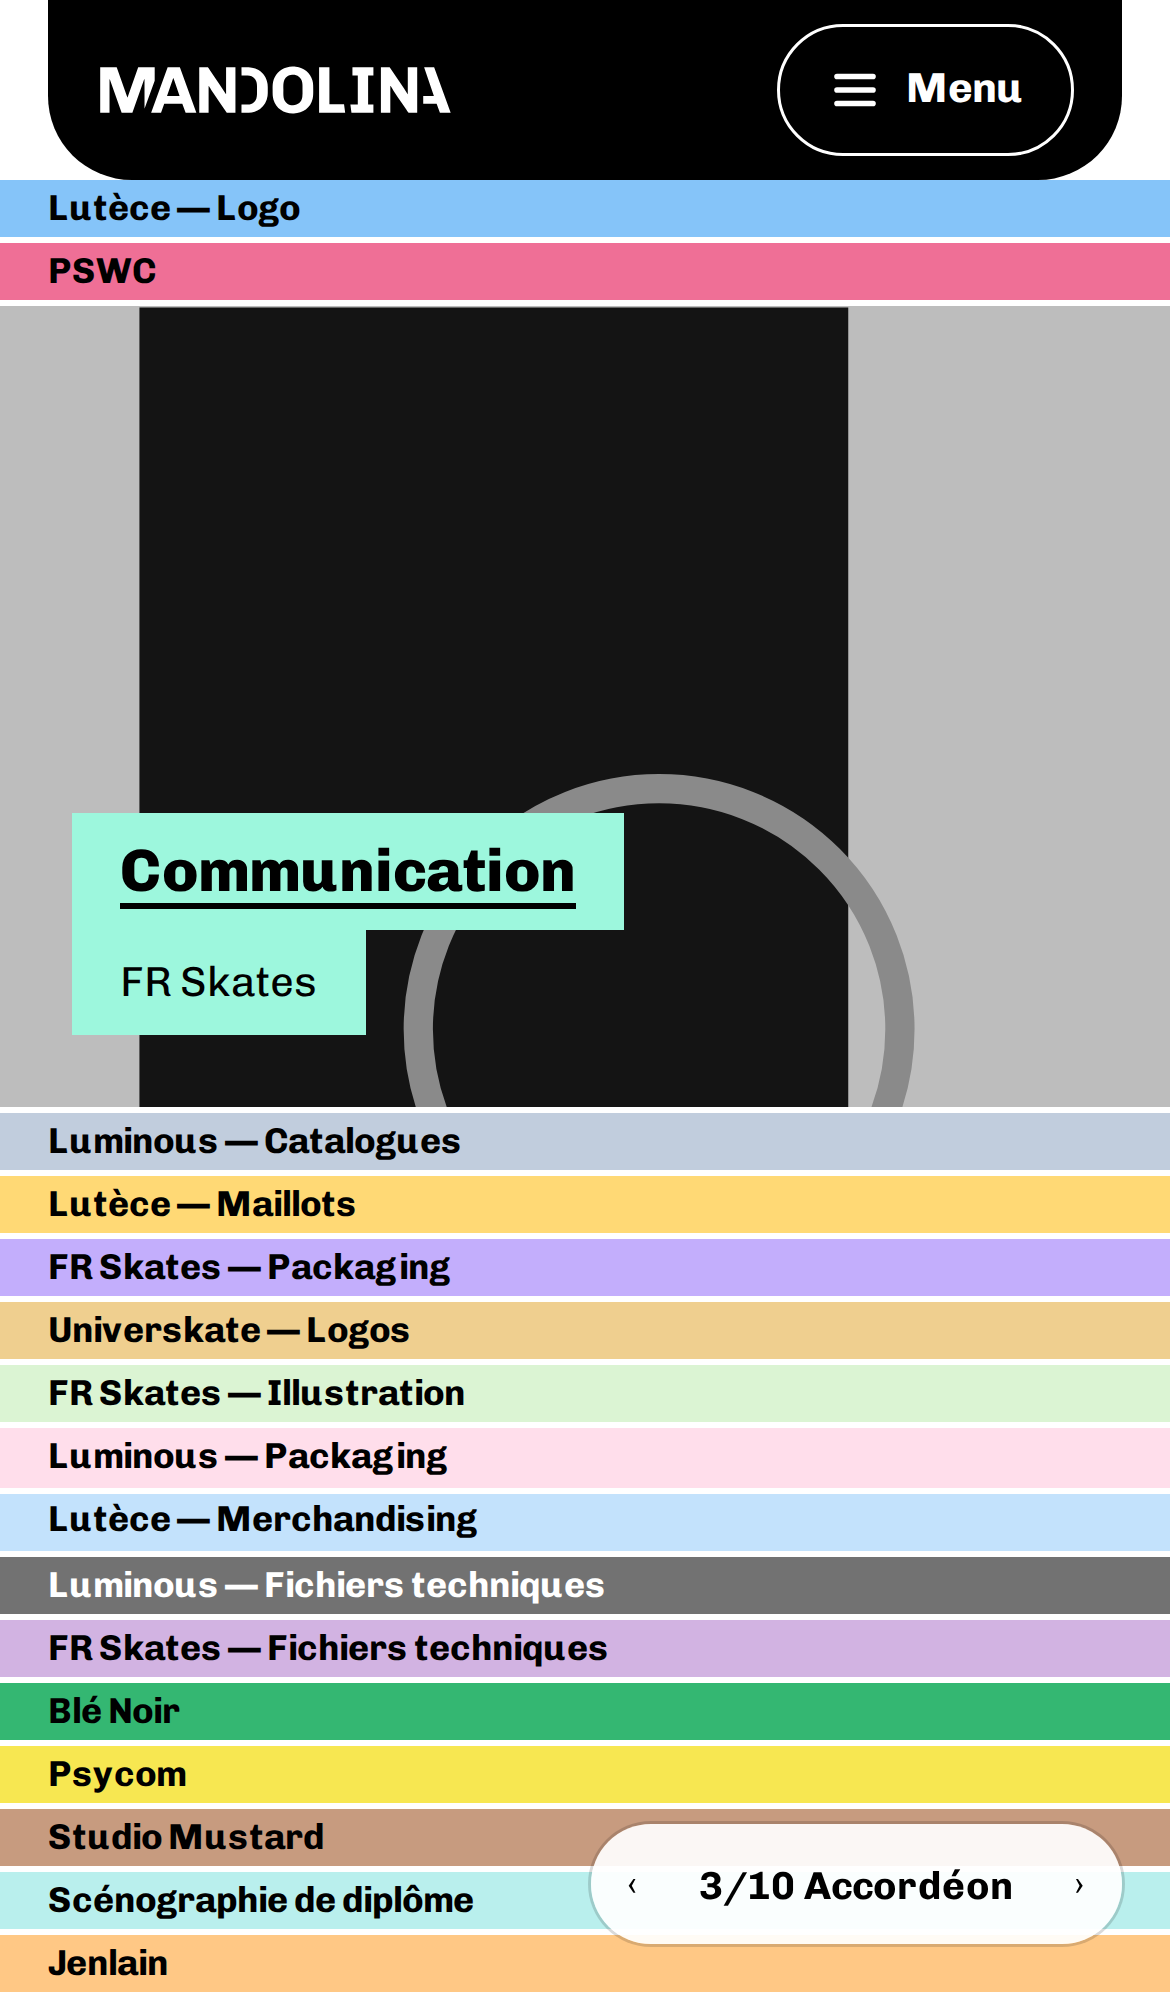 MANDOLINA
Menu
Lutèce — Logo
PSWC
Communication
FR Skates
Luminous — Catalogues
Lutèce — Maillots
FR Skates — Packaging
Universkate — Logos
FR Skates — Illustration
Luminous — Packaging
Lutèce — Merchandising
Luminous — Fichiers techniques
FR Skates — Fichiers techniques
Blé Noir
Psycom
Studio Mustard
Scénographie de diplôme
‹ 3/10 Accordéon ›
Jenlain